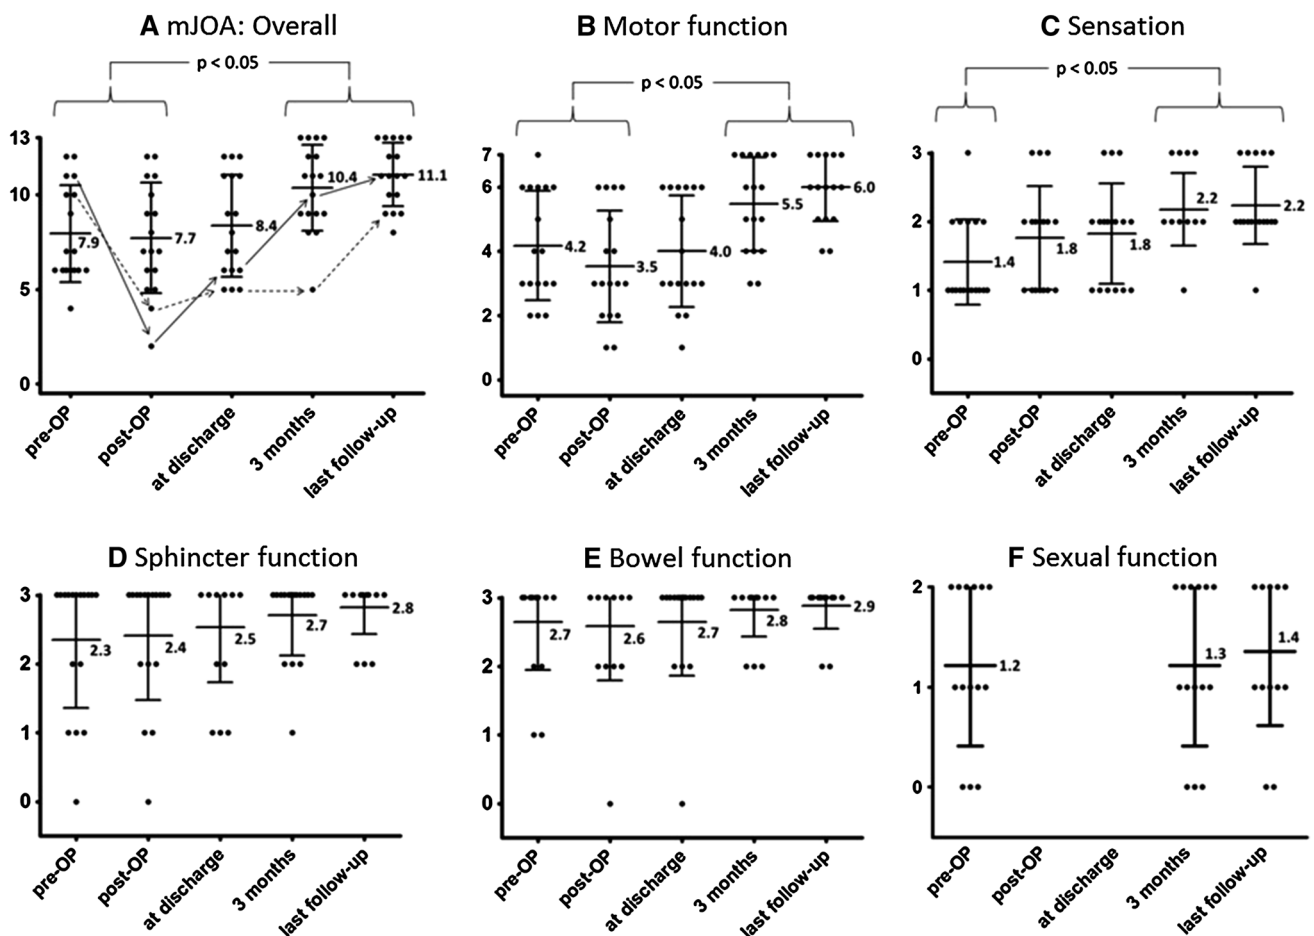 A mJOA: Overall
p < 0.05
13
10
5
0
7.9
7.7
8.4
10.4
11.1
pre-OP
post-OP
at discharge
3 months
last follow-up
B Motor function
p < 0.05
7
6
4
2
0
4.2
3.5
4.0
5.5
6.0
pre-OP
post-OP
at discharge
3 months
last follow-up
C Sensation
p < 0.05
3
2
1
0
1.4
1.8
1.8
2.2
2.2
pre-OP
post-OP
at discharge
3 months
last follow-up
D Sphincter function
3
2
1
0
2.3
2.4
2.5
2.7
2.8
pre-OP
post-OP
at discharge
3 months
last follow-up
E Bowel function
3
2
1
0
2.7
2.6
2.7
2.8
2.9
pre-OP
post-OP
at discharge
3 months
last follow-up
F Sexual function
2
1
0
1.2
1.3
1.4
pre-OP
post-OP
at discharge
3 months
last follow-up